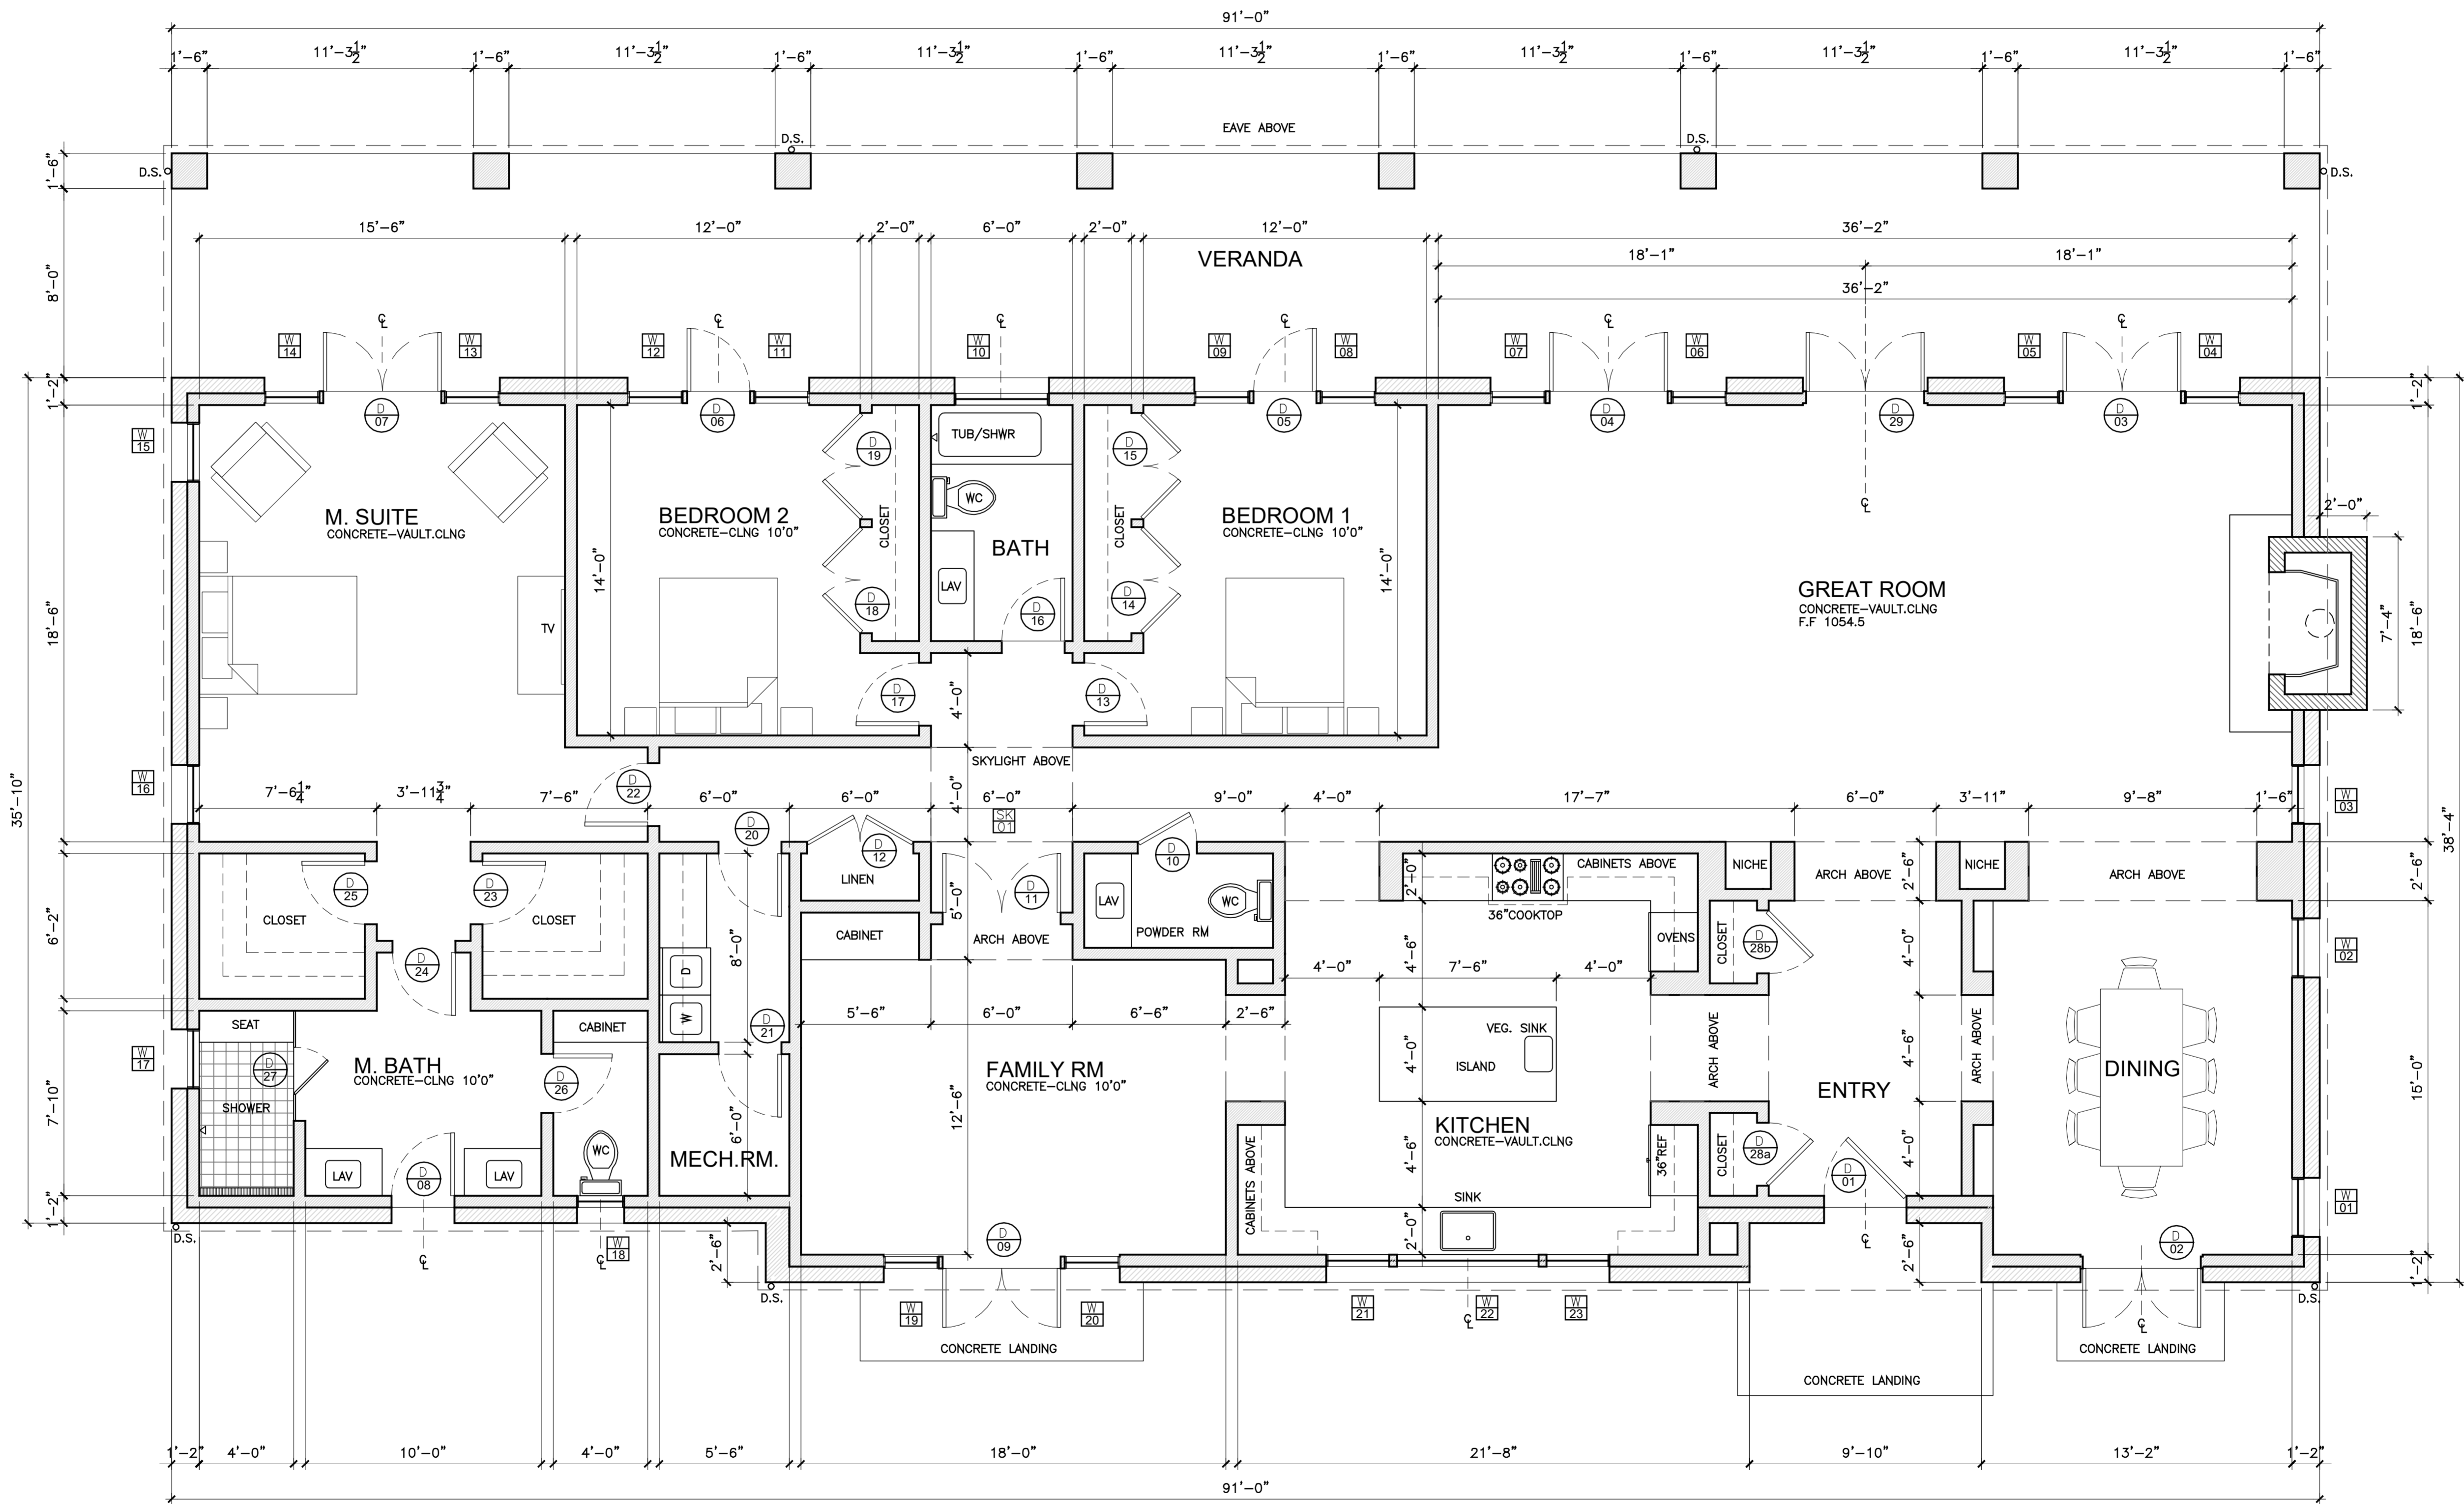 91'-0"
1'-6" 11'-3½" 1'-6" 11'-3½" 1'-6" 11'-3½" 1'-6" 11'-3½" 1'-6" 11'-3½" 1'-6" 11'-3½" 1'-6" 11'-3½" 1'-6"
EAVE ABOVE
D.S. D.S.
1'-6" D.S. D.S.
15'-6" 12'-0" 2'-0" 6'-0" 2'-0" 12'-0" 36'-2"
VERANDA
18'-1" 18'-1"
8'-0" 36'-2"
℄ ℄ ℄ ℄ ℄ ℄
W 14 W 13 W 12 W 11 W 10 W 09 W 08 W 07 W 06 W 05 W 04
1'-2" 1'-2"
D 07 D 06 D 05 D 04 D 29 D 03
W 15 D 19 TUB/SHWR D 15
WC
℄ 2'-0"
M. SUITE
CONCRETE-VAULT.CLNG
BEDROOM 2
CONCRETE-CLNG 10'0"
CLOSET
BATH
CLOSET
BEDROOM 1
CONCRETE-CLNG 10'0"
14'-0" 14'-0"
LAV
GREAT ROOM
CONCRETE-VAULT.CLNG
F.F 1054.5
18'-6" TV D 18 D 16 D 14 7'-4" 18'-6"
D 17 4'-0" D 13
SKYLIGHT ABOVE
35'-10" W 16 D 22 4'-0" 38'-4"
7'-6¼" 3'-11¾" 7'-6" 6'-0" 6'-0" 6'-0" 9'-0" 4'-0" 17'-7" 6'-0" 3'-11" 9'-8" 1'-6" W 03
SK 01
D 20 D 12 D 10
2'-0" CABINETS ABOVE NICHE NICHE
LINEN ARCH ABOVE 2'-6" ARCH ABOVE 2'-6"
D 25 D 23 D 11 5'-0" LAV WC
36"COOKTOP
CLOSET CLOSET
CABINET ARCH ABOVE POWDER RM OVENS CLOSET D 28b
6'-2" 8'-0" 4'-6" 4'-0" W 02
D 24 D 4'-0" 7'-6" 4'-0"
W
5'-6" 6'-0" 6'-6" 2'-6"
SEAT CABINET D 21 VEG. SINK
W 17 D 27
M. BATH
CONCRETE-CLNG 10'0"
D 26
FAMILY RM
CONCRETE-CLNG 10'0"
4'-0" ISLAND ARCH ABOVE 4'-6" ARCH ABOVE
DINING
ENTRY
7'-10" SHOWER 6'-0" 12'-6" 15'-0"
KITCHEN
CONCRETE-VAULT.CLNG
WC
MECH.RM.
CABINETS ABOVE 4'-6" 36"REF CLOSET D 28a 4'-0"
LAV D 08 LAV D 01
1'-2" SINK W 01
D.S. ℄ ℄ W 18 2'-6" D 09 2'-0" ℄ 2'-6" D 02 1'-2"
D.S. D.S.
W 19 W 20 W 21 ℄ W 22 W 23 ℄
CONCRETE LANDING CONCRETE LANDING
CONCRETE LANDING
1'-2" 4'-0" 10'-0" 4'-0" 5'-6" 18'-0" 21'-8" 9'-10" 13'-2" 1'-2"
91'-0"